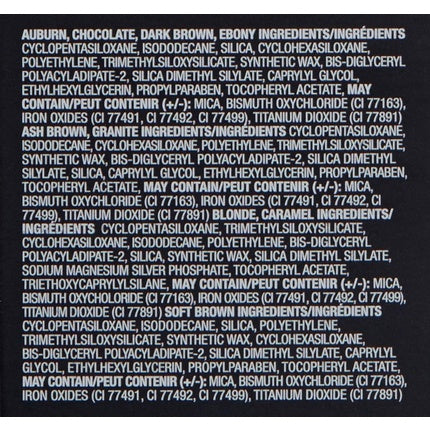 AUBURN, CHOCOLATE, DARK BROWN, EBONY INGREDIENTS/INGRÉDIENTS
CYCLOPENTASILOXANE, ISODODECANE, SILICA, CYCLOHEXASILOXANE,
POLYETHYLENE, TRIMETHYLSILOXYSILICATE, SYNTHETIC WAX, BIS-DIGLYCERYL
POLYACYLADIPATE-2, SILICA DIMETHYL SILYLATE, CAPRYLYL GLYCOL,
ETHYLHEXYLGLYCERIN, PROPYLPARABEN, TOCOPHERYL ACETATE, MAY
CONTAIN/PEUT CONTENIR (+/-): MICA, BISMUTH OXYCHLORIDE (CI 77163),
IRON OXIDES (CI 77491, CI 77492, CI 77499), TITANIUM DIOXIDE (CI 77891)
ASH BROWN, GRANITE INGREDIENTS/INGRÉDIENTS CYCLOPENTASILOXANE,
ISODODECANE, CYCLOHEXASILOXANE, POLYETHYLENE, TRIMETHYLSILOXYSILICATE,
SYNTHETIC WAX, BIS-DIGLYCERYL POLYACYLADIPATE-2, SILICA DIMETHYL
SILYLATE, SILICA, CAPRYLYL GLYCOL, ETHYLHEXYLGLYCERIN, PROPYLPARABEN,
TOCOPHERYL ACETATE, MAY CONTAIN/PEUT CONTENIR (+/-): MICA,
BISMUTH OXYCHLORIDE (CI 77163), IRON OXIDES (CI 77491, CI 77492, CI
77499), TITANIUM DIOXIDE (CI 77891) BLONDE, CARAMEL INGREDIENTS/
INGRÉDIENTS CYCLOPENTASILOXANE, TRIMETHYLSILOXYSILICATE,
CYCLOHEXASILOXANE, ISODODECANE, POLYETHYLENE, BIS-DIGLYCERYL
POLYACYLADIPATE-2, SILICA, SYNTHETIC WAX, SILICA DIMETHYL SILYLATE,
SODIUM MAGNESIUM SILVER PHOSPHATE, TOCOPHERYL ACETATE,
TRIETHOXYCAPRYLYLSILANE, MAY CONTAIN/PEUT CONTENIR (+/-): MICA,
BISMUTH OXYCHOLORIDE (CI 77163), IRON OXIDES (CI 77491, CI 77492, CI 77499),
TITANIUM DIOXIDE (CI 77891) SOFT BROWN INGREDIENTS/INGRÉDIENTS
CYCLOPENTASILOXANE, ISODODECANE, SILICA, POLYETHYLENE,
TRIMETHYLSILOXYSILICATE, SYNTHETIC WAX, CYCLOHEXASILOXANE,
BIS-DIGLYCERYL POLYACYLADIPATE-2, SILICA DIMETHYL SILYLATE, CAPRYLYL
GLYCOL, ETHYLHEXYLGLYCERIN, PROPYLPARABEN, TOCOPHERYL ACETATE,
MAY CONTAIN/PEUT CONTENIR (+/-): MICA, BISMUTH OXYCHLORIDE (CI 77163),
IRON OXIDES (CI 77491, CI 77492, CI 77499), TITANIUM DIOXIDE (CI 77891)